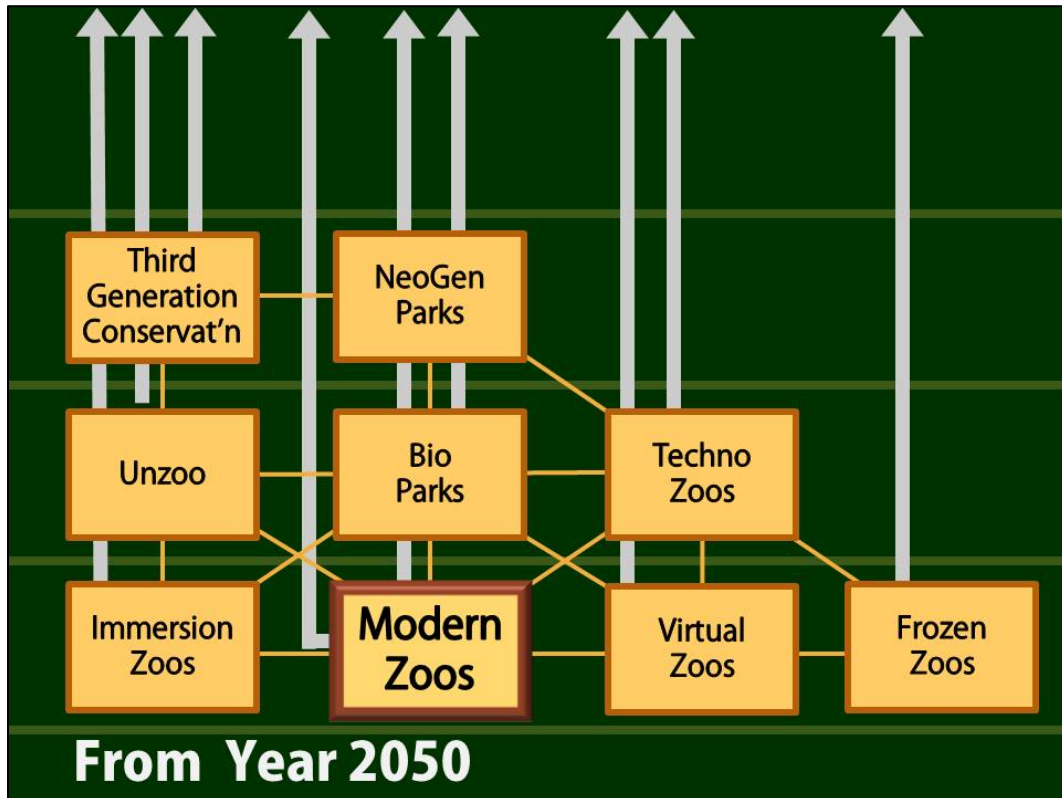 Third
Generation
Conservat'n
NeoGen
Parks
Unzoo
Bio
Parks
Techno
Zoos
Immersion
Zoos
Modern
Zoos
Virtual
Zoos
Frozen
Zoos
From Year 2050